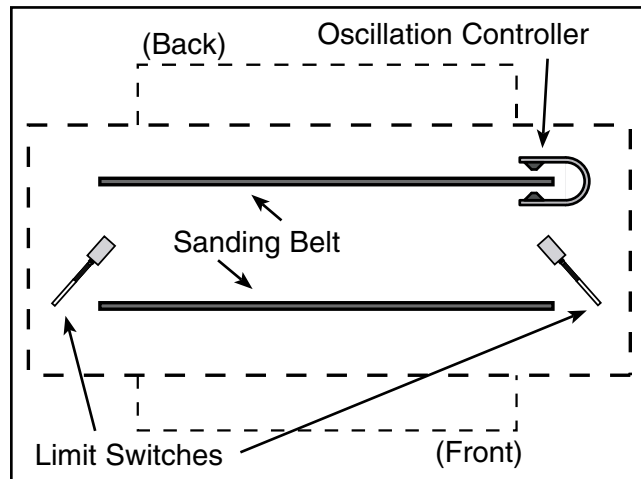 Oscillation Controller
(Back)
Sanding Belt
Limit Switches
(Front)